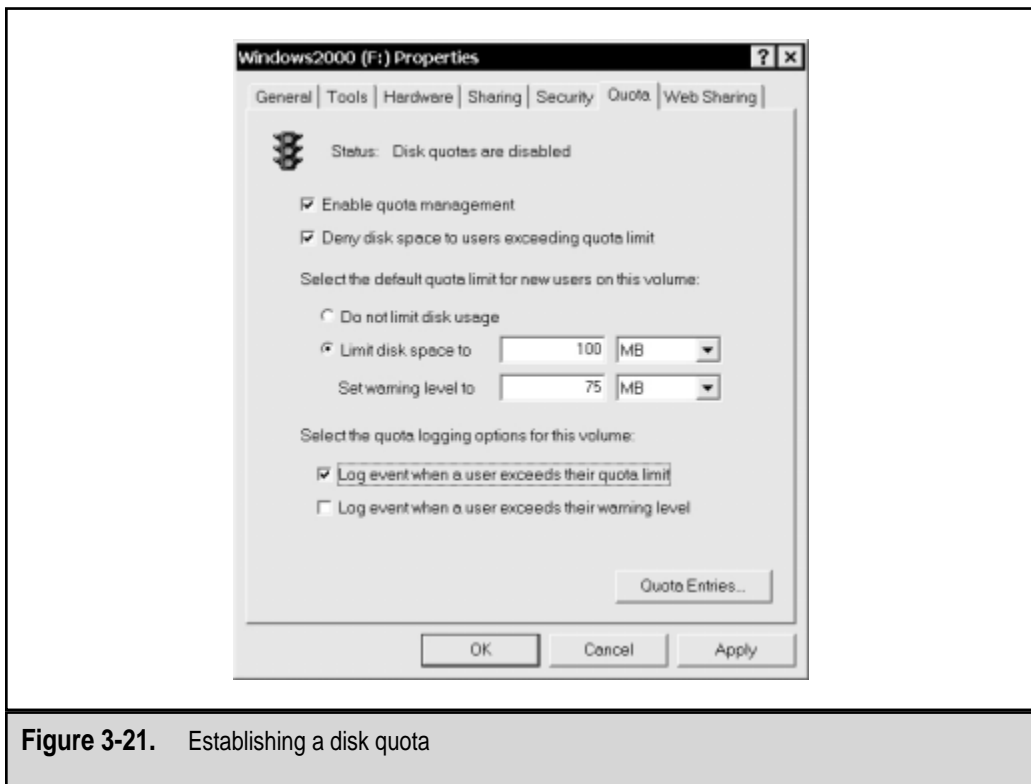 Windows2000 (F:) Properties
? ×
General Tools Hardware Sharing Security Quota Web Sharing
Status: Disk quotas are disabled
Enable quota management
Deny disk space to users exceeding quota limit
Select the default quota limit for new users on this volume:
Do not limit disk usage
Limit disk space to 100 MB
Set warning level to 75 MB
Select the quota logging options for this volume:
Log event when a user exceeds their quota limit
Log event when a user exceeds their warning level
Quota Entries...
OK Cancel Apply
Figure 3-21. Establishing a disk quota